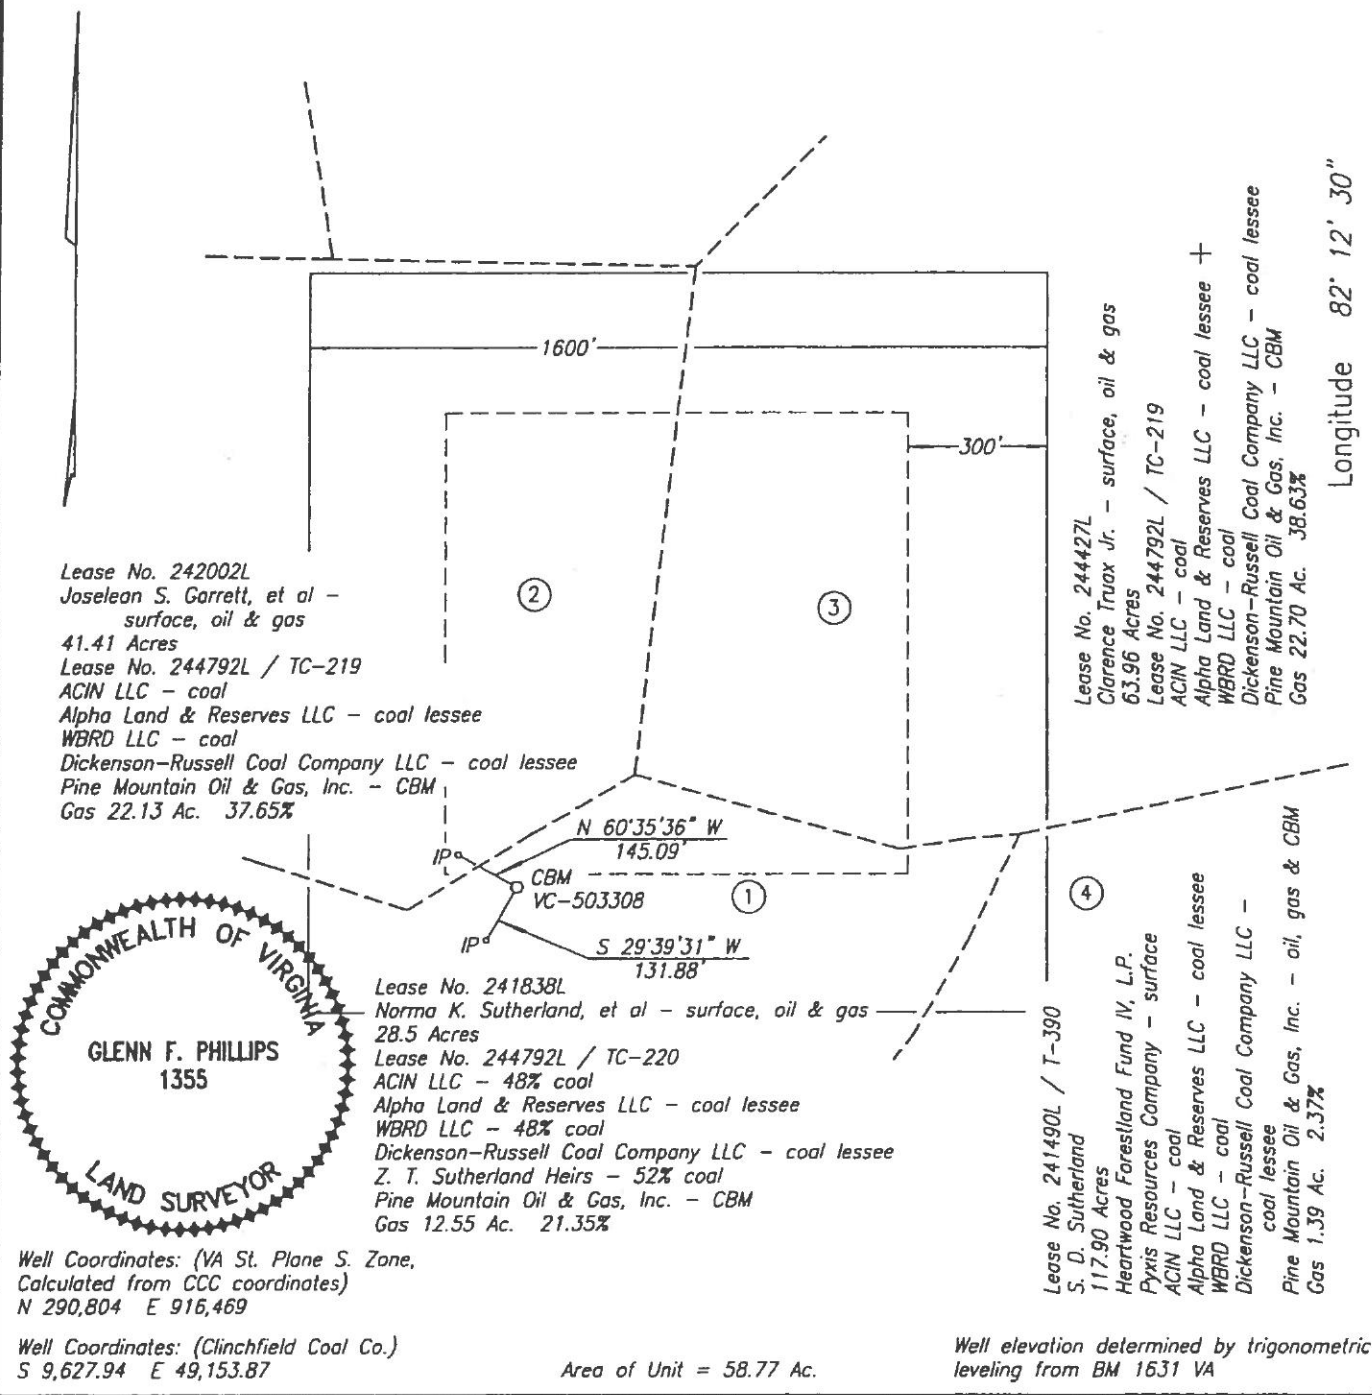 1600'
300'
2
3
Lease No. 242002L
Joselean S. Garrett, et al –
surface, oil & gas
41.41 Acres
Lease No. 244792L / TC–219
ACIN LLC – coal
Alpha Land & Reserves LLC – coal lessee
WBRD LLC – coal
Dickenson–Russell Coal Company LLC – coal lessee
Pine Mountain Oil & Gas, Inc. – CBM
Gas 22.13 Ac. 37.65%
Lease No. 244427L
Clarence Truax Jr. – surface, oil & gas
63.96 Acres
Lease No. 244792L / TC–219
ACIN LLC – coal
Alpha Land & Reserves LLC – coal lessee
WBRD LLC – coal
Dickenson–Russell Coal Company LLC – coal lessee
Pine Mountain Oil & Gas, Inc. – CBM
Gas 22.70 Ac. 38.63%
Longitude 82° 12' 30"
N 60°35'36" W
145.09'
IP
CBM
VC–503308
1
4
IP
S 29°39'31" W
131.88'
COMMONWEALTH OF VIRGINIA
GLENN F. PHILLIPS
1355
LAND SURVEYOR
Lease No. 241838L
Norma K. Sutherland, et al – surface, oil & gas
28.5 Acres
Lease No. 244792L / TC–220
ACIN LLC – 48% coal
Alpha Land & Reserves LLC – coal lessee
WBRD LLC – 48% coal
Dickenson–Russell Coal Company LLC – coal lessee
Z. T. Sutherland Heirs – 52% coal
Pine Mountain Oil & Gas, Inc. – CBM
Gas 12.55 Ac. 21.35%
Lease No. 241490L / T–390
S. D. Sutherland
117.90 Acres
Heartwood Forestland Fund IV, L.P.
Pyxis Resources Company – surface
ACIN LLC – coal
Alpha Land & Reserves LLC – coal lessee
WBRD LLC – coal
Dickenson–Russell Coal Company LLC –
coal lessee
Pine Mountain Oil & Gas, Inc. – oil, gas & CBM
Gas 1.39 Ac. 2.37%
Well Coordinates: (VA St. Plane S. Zone,
Calculated from CCC coordinates)
N 290,804 E 916,469
Well Coordinates: (Clinchfield Coal Co.)
S 9,627.94 E 49,153.87
Area of Unit = 58.77 Ac.
Well elevation determined by trigonometric
leveling from BM 1631 VA